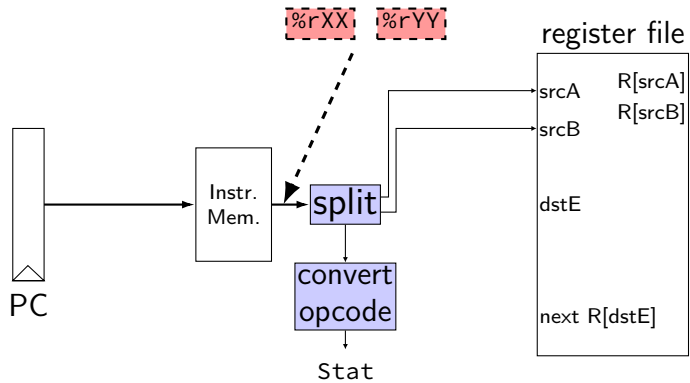 %rXX %rYY
register file
srcA
R[srcA]
R[srcB]
srcB
Instr.
Mem.
split
dstE
PC
convert
opcode
next R[dstE]
Stat